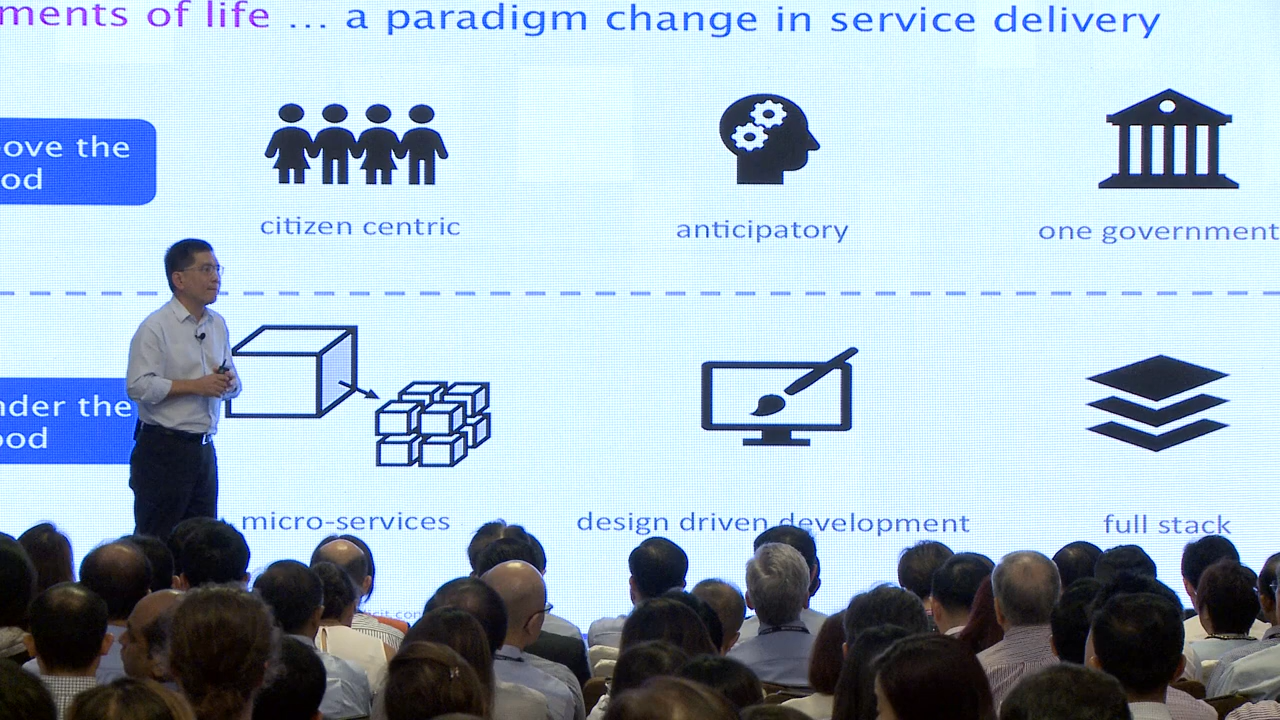 ments of life ... a paradigm change in service delivery
ove the
od
citizen centric
anticipatory
one government
nder the
ood
micro-services
design driven development
full stack